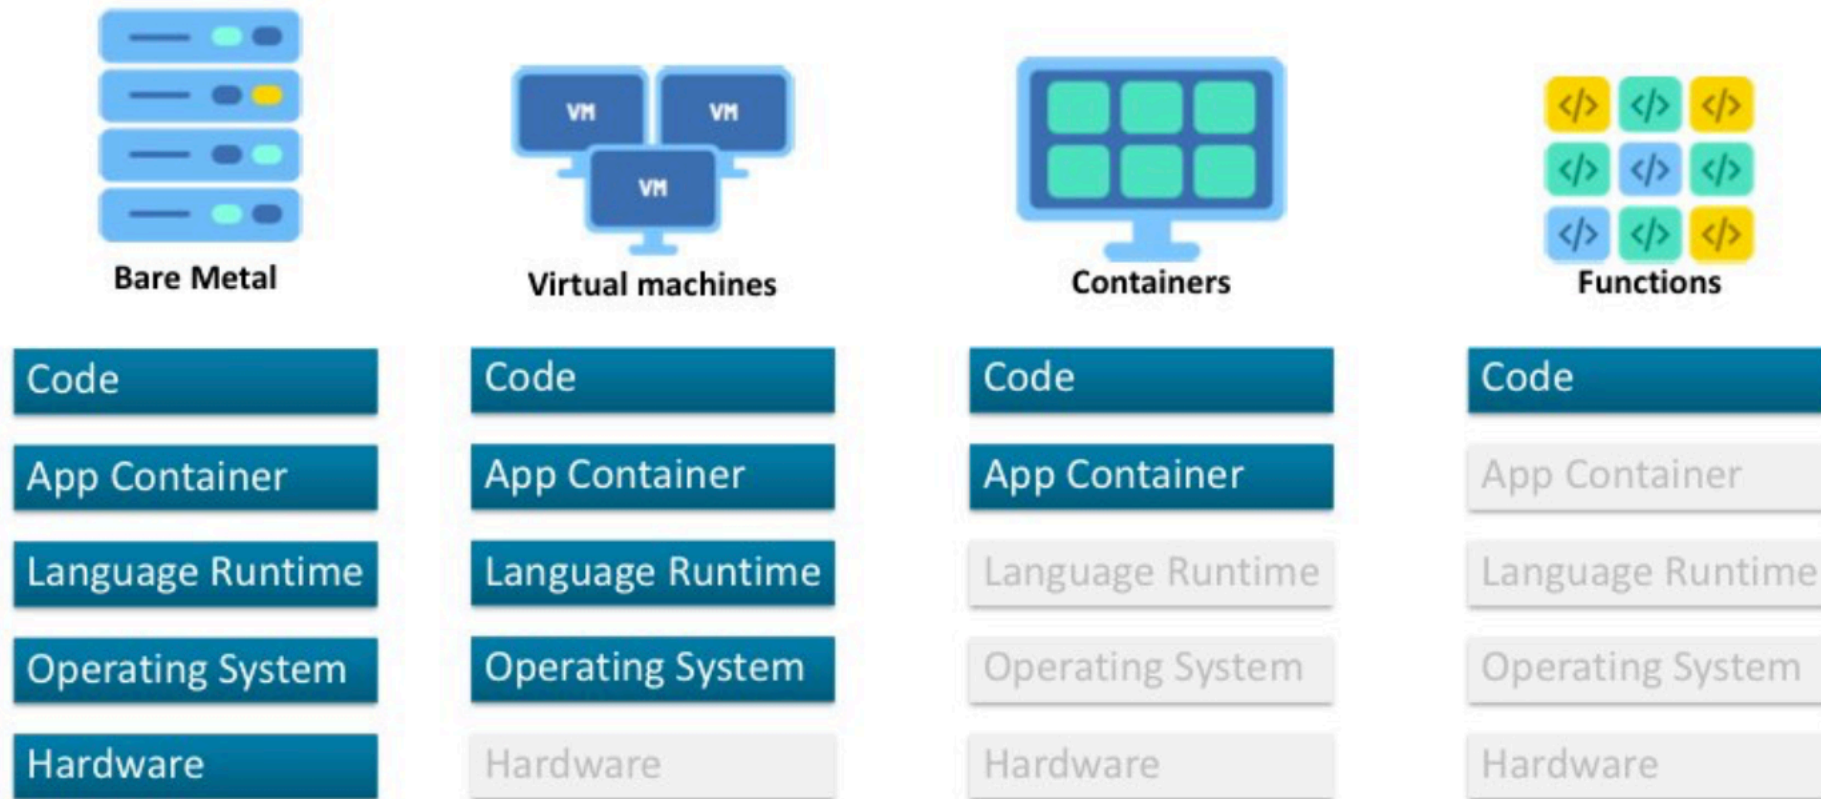 VM
VM
VM
</>
</>
</>
</>
</>
</>
</>
</>
</>
Bare Metal
Virtual machines
Containers
Functions
Code
App Container
Language Runtime
Operating System
Hardware
Code
App Container
Language Runtime
Operating System
Hardware
Code
App Container
Language Runtime
Operating System
Hardware
Code
App Container
Language Runtime
Operating System
Hardware